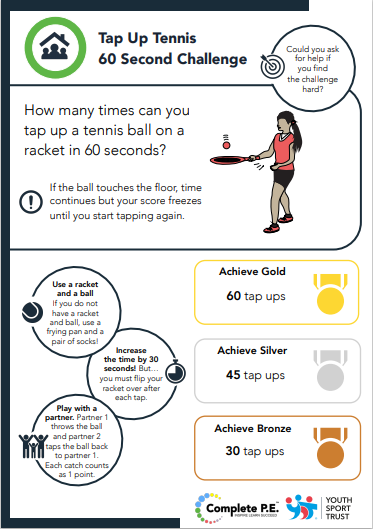 Tap Up Tennis
60 Second Challenge
Could you ask
for help if
you find
the challenge
hard?
How many times can you
tap up a tennis ball on a
racket in 60 seconds?
If the ball touches the floor, time
continues but your score freezes
until you start tapping again.
Use a racket
and a ball
If you do not
have a racket
and ball, use a
frying pan and a
pair of socks!
Increase
the time by 30
seconds! But....
you must flip your
racket over after
each tap.
Play with a
partner. Partner 1
throws the ball
and partner 2
taps the ball back
to partner 1.
Each catch counts
as 1 point.
Achieve Gold
60 tap ups
Achieve Silver
45 tap ups
Achieve Bronze
30 tap ups
Complete P.E.
INSPIRE LEARN SUCCEED
YOUTH
SPORT
TRUST